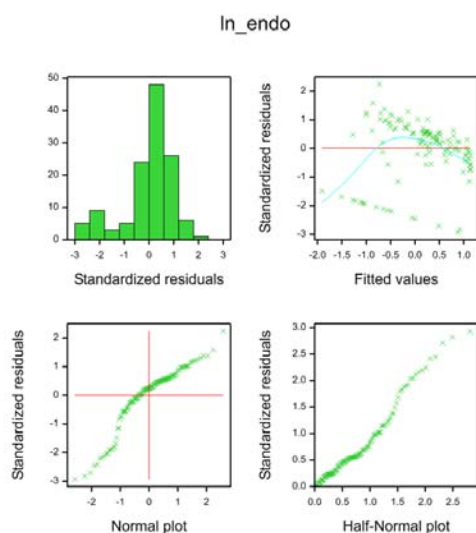 ln_endo
50
40
30
20
10
0
-3 -2 -1 0 1 2 3
Standardized residuals
Standardized residuals
3
2
1
0
-1
-2
-3
-2.0 -1.5 -1.0 -0.5 0.0 0.5 1.0
Fitted values
Standardized residuals
2
1
0
-1
-2
-3
-2 -1 0 1 2
Normal plot
Standardized residuals
3.0
2.5
2.0
1.5
1.0
0.5
0.0
0.0 0.5 1.0 1.5 2.0 2.5
Half-Normal plot